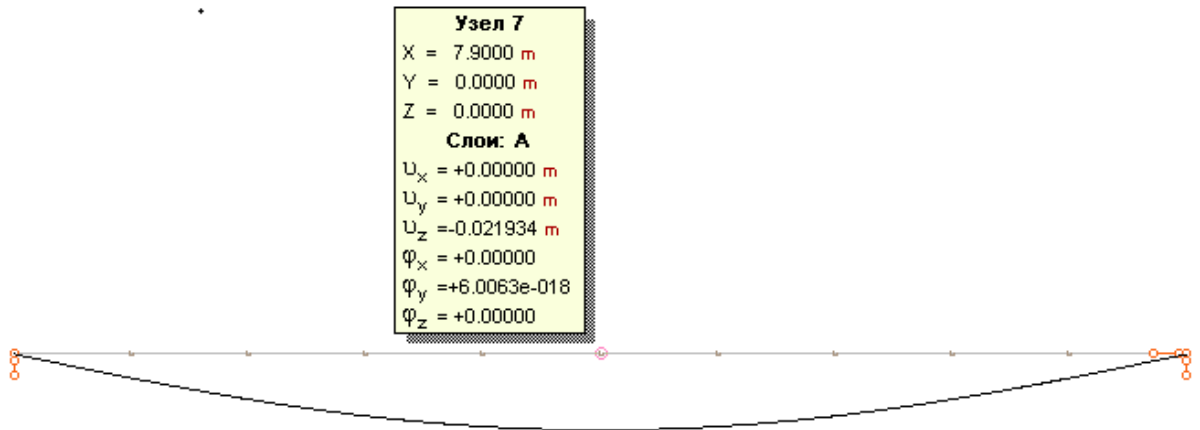 Узел 7
X = 7.9000 m
Y = 0.0000 m
Z = 0.0000 m
Слои: A
υx = +0.00000 m
υy = +0.00000 m
υz =-0.021934 m
φx = +0.00000
φy =+6.0063e-018
φz = +0.00000